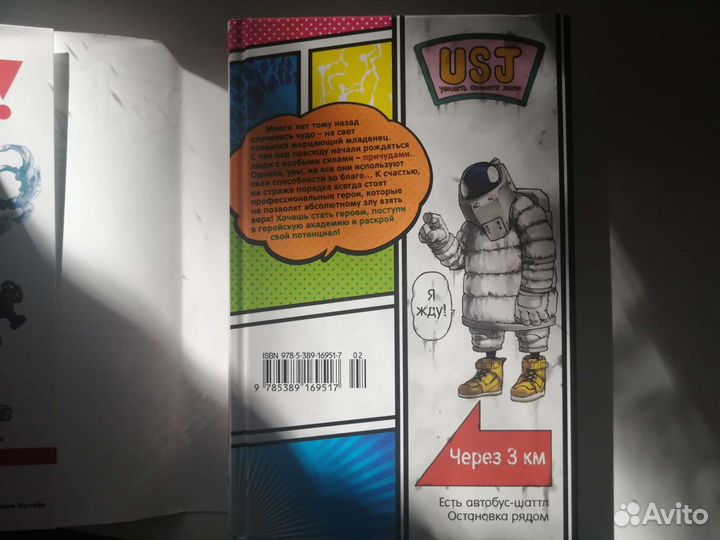 USJ
увидеть свошите жаро
Много лет тому назад
случилось чудо – на свет
появился мерцающий младенец.
С тех пор повсюду начали рождаться
люди с особыми силами – причудами.
Однако, увы, не все они используют
свои способности во благо... К счастью,
на страже порядка всегда стоят
профессиональные герои, которые
не позволят абсолютному злу взять
верх! Хочешь стать героем, поступи
в геройскую академию и раскрой
свой потенциал!
Я
жду!
ISBN 978-5-389-16951-7
02
9 785389 169517
Через 3 км
Есть автобус-шаттл
Остановка рядом
Avito